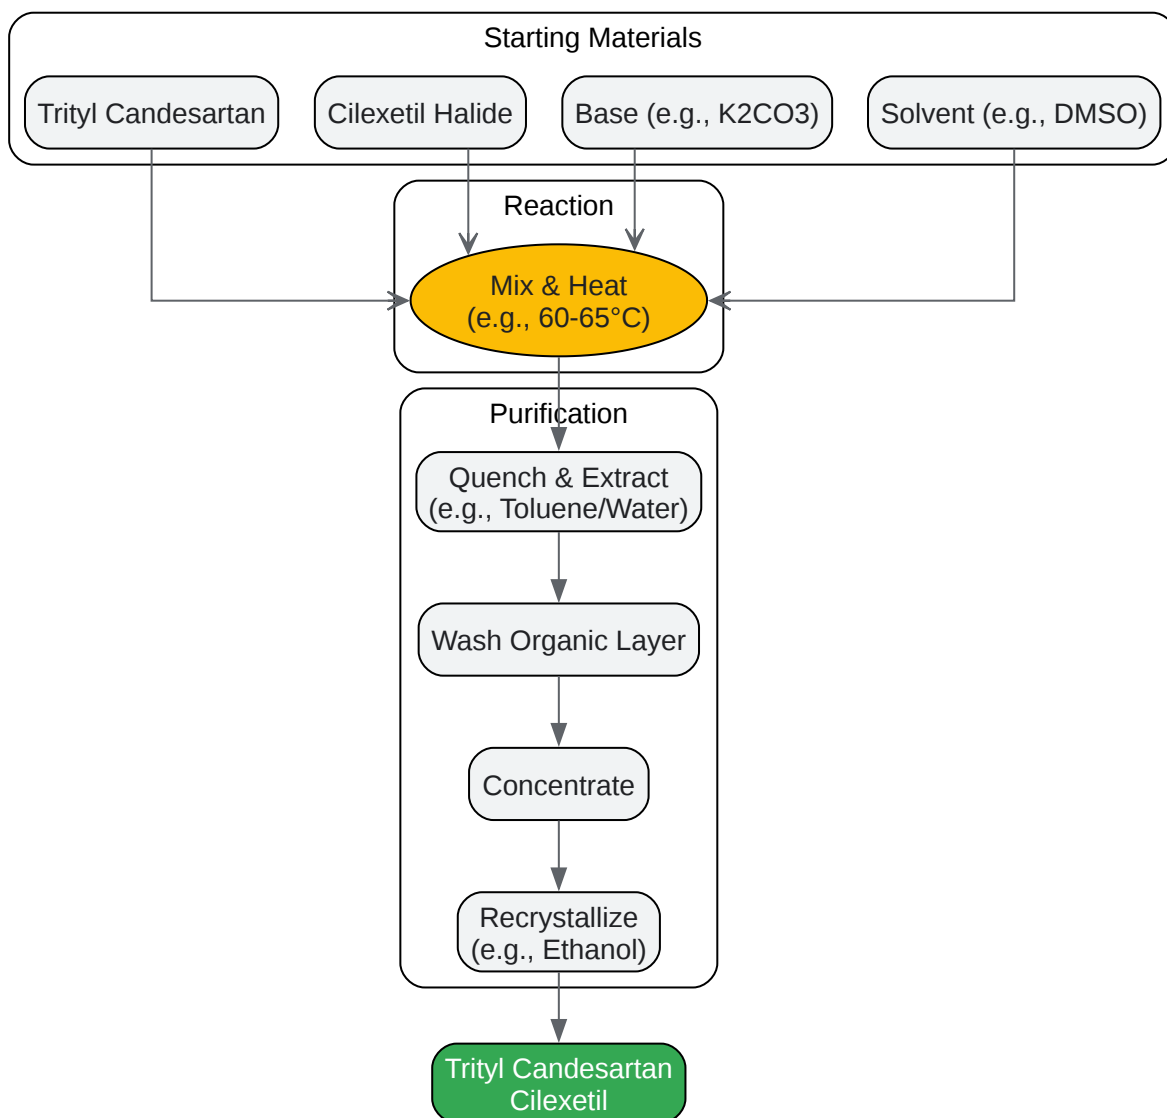 Starting Materials
Trityl Candesartan
Cilexetil Halide
Base (e.g., K2CO3)
Solvent (e.g., DMSO)
Reaction
Mix & Heat
(e.g., 60-65°C)
Purification
Quench & Extract
(e.g., Toluene/Water)
Wash Organic Layer
Concentrate
Recrystallize
(e.g., Ethanol)
Trityl Candesartan
Cilexetil